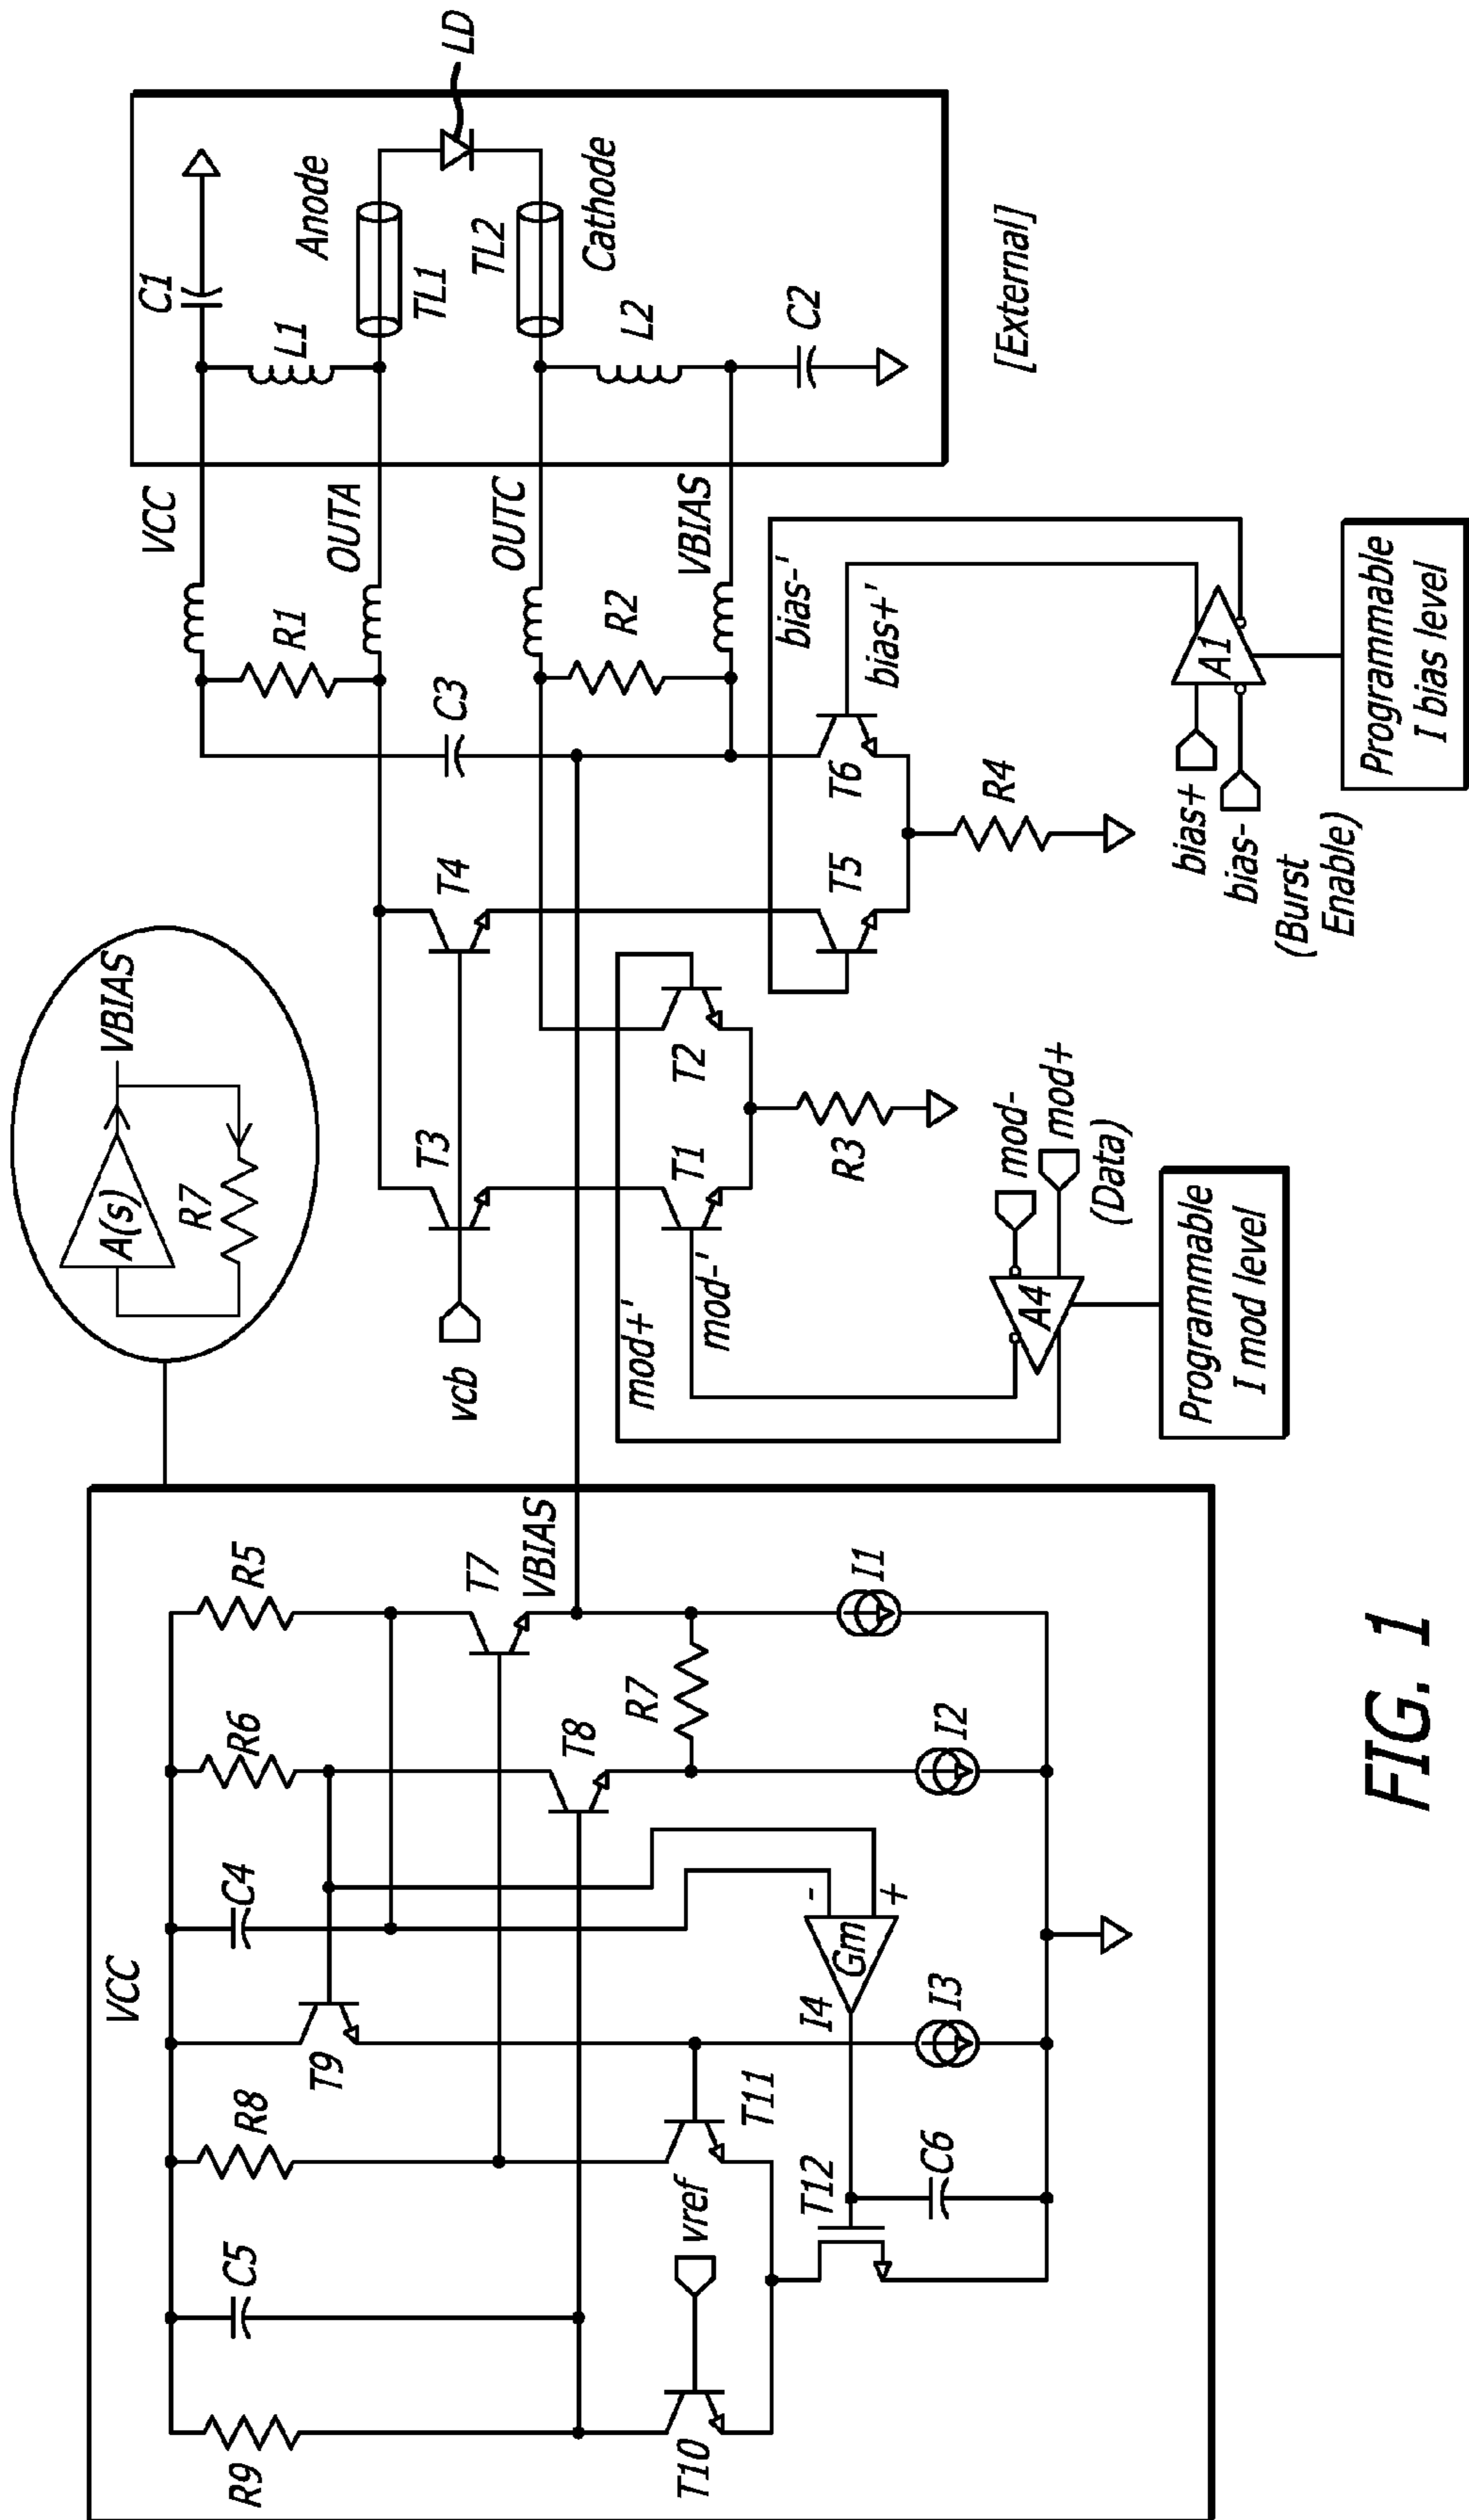 VCC
R9
C5
R8
T9
C4
R6
R5
T7
VBIAS
T8
R7
T10
vref
T11
T12
C6
I4
Gm
-
+
I3
I2
I1
A(s)
R7
VBIAS
vcb
T3
T4
mod+'
mod-'
T1
T2
R3
A4
mod-
mod+
(Data)
Programmable
I mod level
C3
R1
R2
VCC
OUTA
OUTC
VBIAS
T5
T6
R4
bias-'
bias+'
bias+
bias-
(Burst
Enable)
A1
Programmable
I bias level
C1
L1
Anode
TL1
TL2
Cathode
L2
C2
LD
[External]
FIG. 1